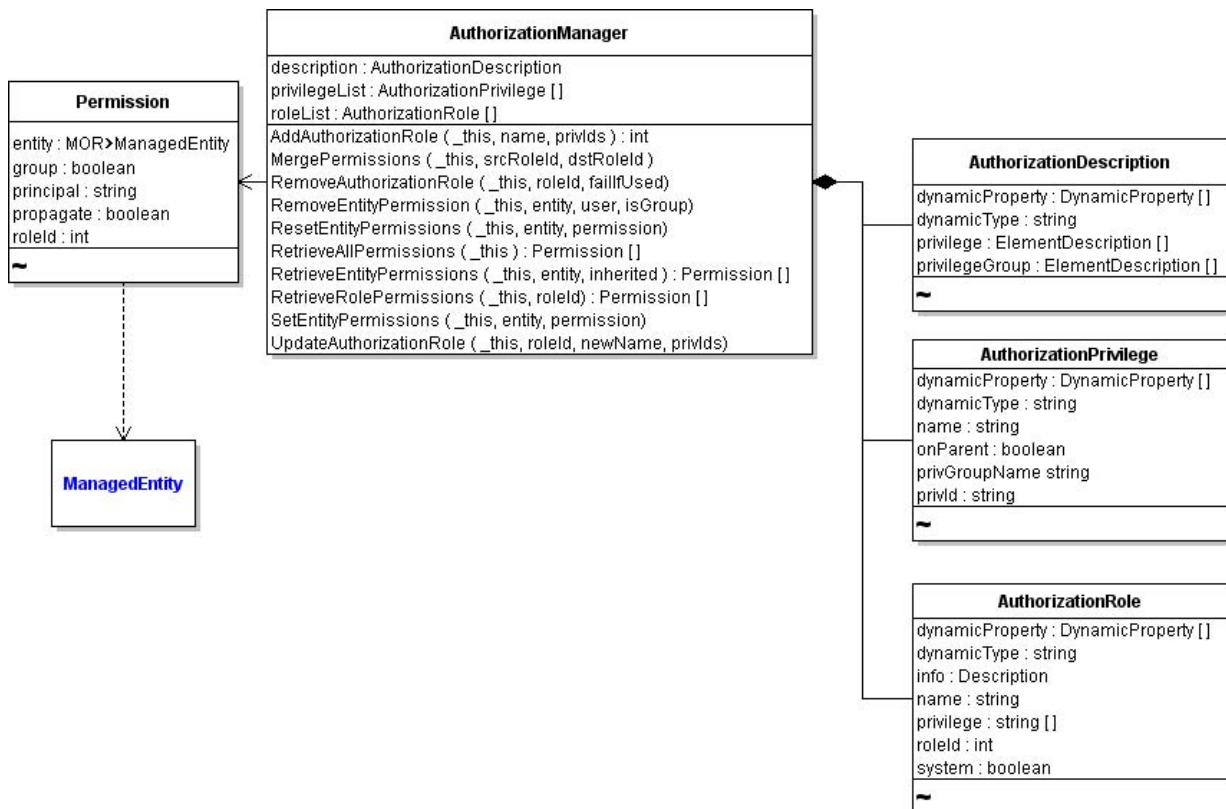 AuthorizationManager
description : AuthorizationDescription
privilegeList : AuthorizationPrivilege [ ]
roleList : AuthorizationRole [ ]
AddAuthorizationRole ( _this, name, privIds ) : int
MergePermissions ( _this, srcRoleId, dstRoleId )
RemoveAuthorizationRole ( _this, roleId, failIfUsed)
RemoveEntityPermission ( _this, entity, user, isGroup)
ResetEntityPermissions ( _this, entity, permission)
RetrieveAllPermissions ( _this ) : Permission [ ]
RetrieveEntityPermissions ( _this, entity, inherited ) : Permission [ ]
RetrieveRolePermissions ( _this, roleId) : Permission [ ]
SetEntityPermissions ( _this, entity, permission)
UpdateAuthorizationRole ( _this, roleId, newName, privIds)
Permission
entity : MOR>ManagedEntity
group : boolean
principal : string
propagate : boolean
roleId : int
~
ManagedEntity
AuthorizationDescription
dynamicProperty : DynamicProperty [ ]
dynamicType : string
privilege : ElementDescription [ ]
privilegeGroup : ElementDescription [ ]
~
AuthorizationPrivilege
dynamicProperty : DynamicProperty [ ]
dynamicType : string
name : string
onParent : boolean
privGroupName string
privId : string
~
AuthorizationRole
dynamicProperty : DynamicProperty [ ]
dynamicType : string
info : Description
name : string
privilege : string [ ]
roleId : int
system : boolean
~